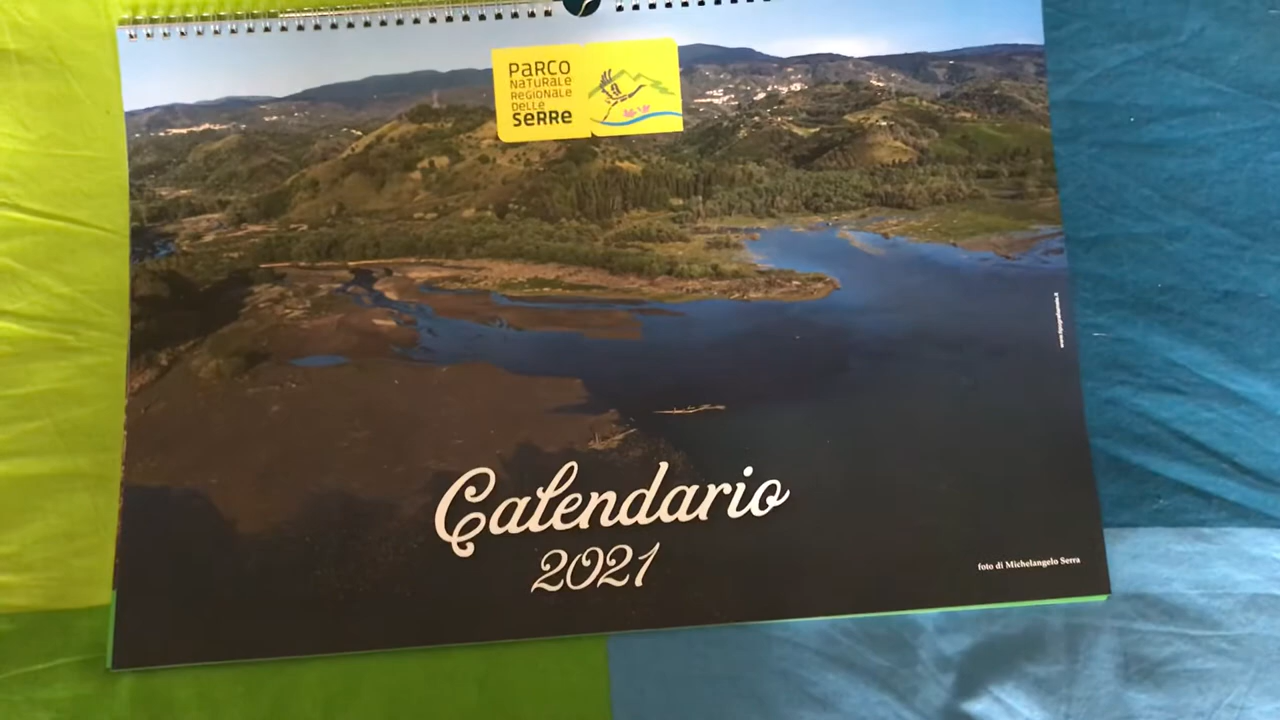 PaRCO
NaTURaLE
ReGIONaLE
DeLLE
SeRRe
Calendario
2021
foto di Michelangelo Serra